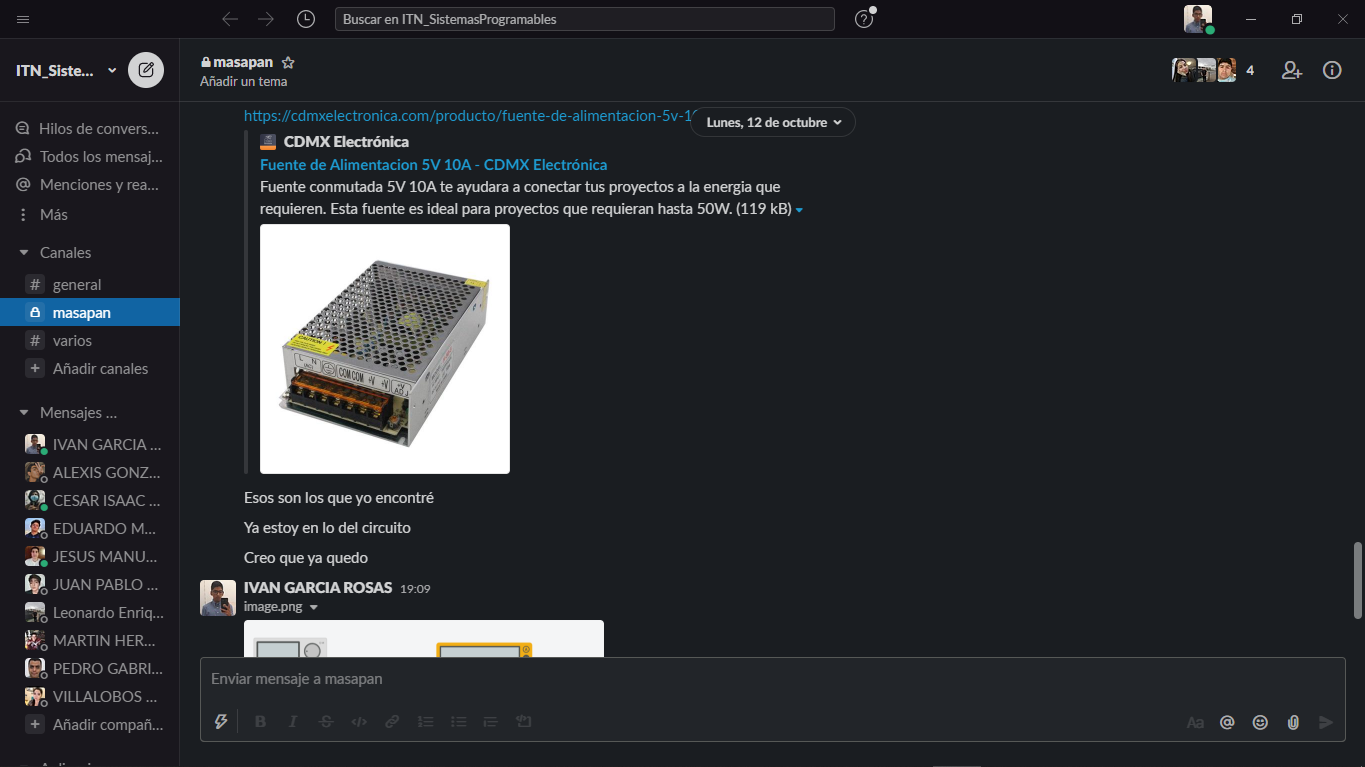 Buscar en ITN_SistemasProgramables
ITN_Siste...
Hilos de convers...
Todos los mensaj...
Menciones y rea...
Más
Canales
# general
masapan
# varios
+ Añadir canales
Mensajes ...
IVAN GARCIA ...
ALEXIS GONZ...
CESAR ISAAC ...
EDUARDO M...
JESUS MANU...
JUAN PABLO ...
Leonardo Enriq...
MARTIN HER...
PEDRO GABRI...
VILLALOBOS ...
+ Añadir compañ...
masapan
Añadir un tema
4
https://cdmxelectronica.com/producto/fuente-de-alimentacion-5v-1
Lunes, 12 de octubre
CDMX Electrónica
Fuente de Alimentacion 5V 10A - CDMX Electrónica
Fuente conmutada 5V 10A te ayudara a conectar tus proyectos a la energia que
requieren. Esta fuente es ideal para proyectos que requieran hasta 50W. (119 kB)
CAUTION
L N COM COM +V +V +V ADJ
Esos son los que yo encontré
Ya estoy en lo del circuito
Creo que ya quedo
IVAN GARCIA ROSAS 19:09
image.png
Enviar mensaje a masapan
B I S </> Aa @